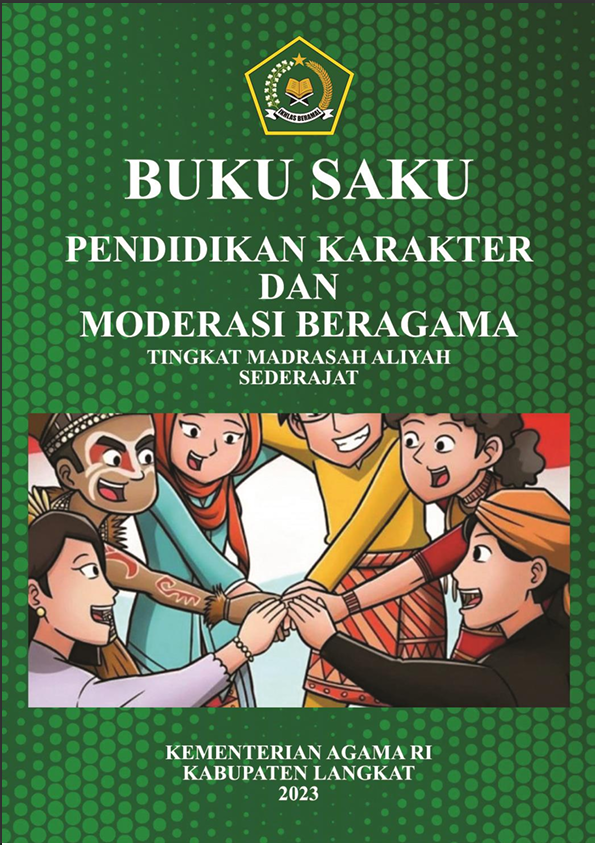 IKHLAS BERAMAL
BUKU SAKU
PENDIDIKAN KARAKTER
DAN
MODERASI BERAGAMA
TINGKAT MADRASAH ALIYAH
SEDERAJAT
KEMENTERIAN AGAMA RI
KABUPATEN LANGKAT
2023